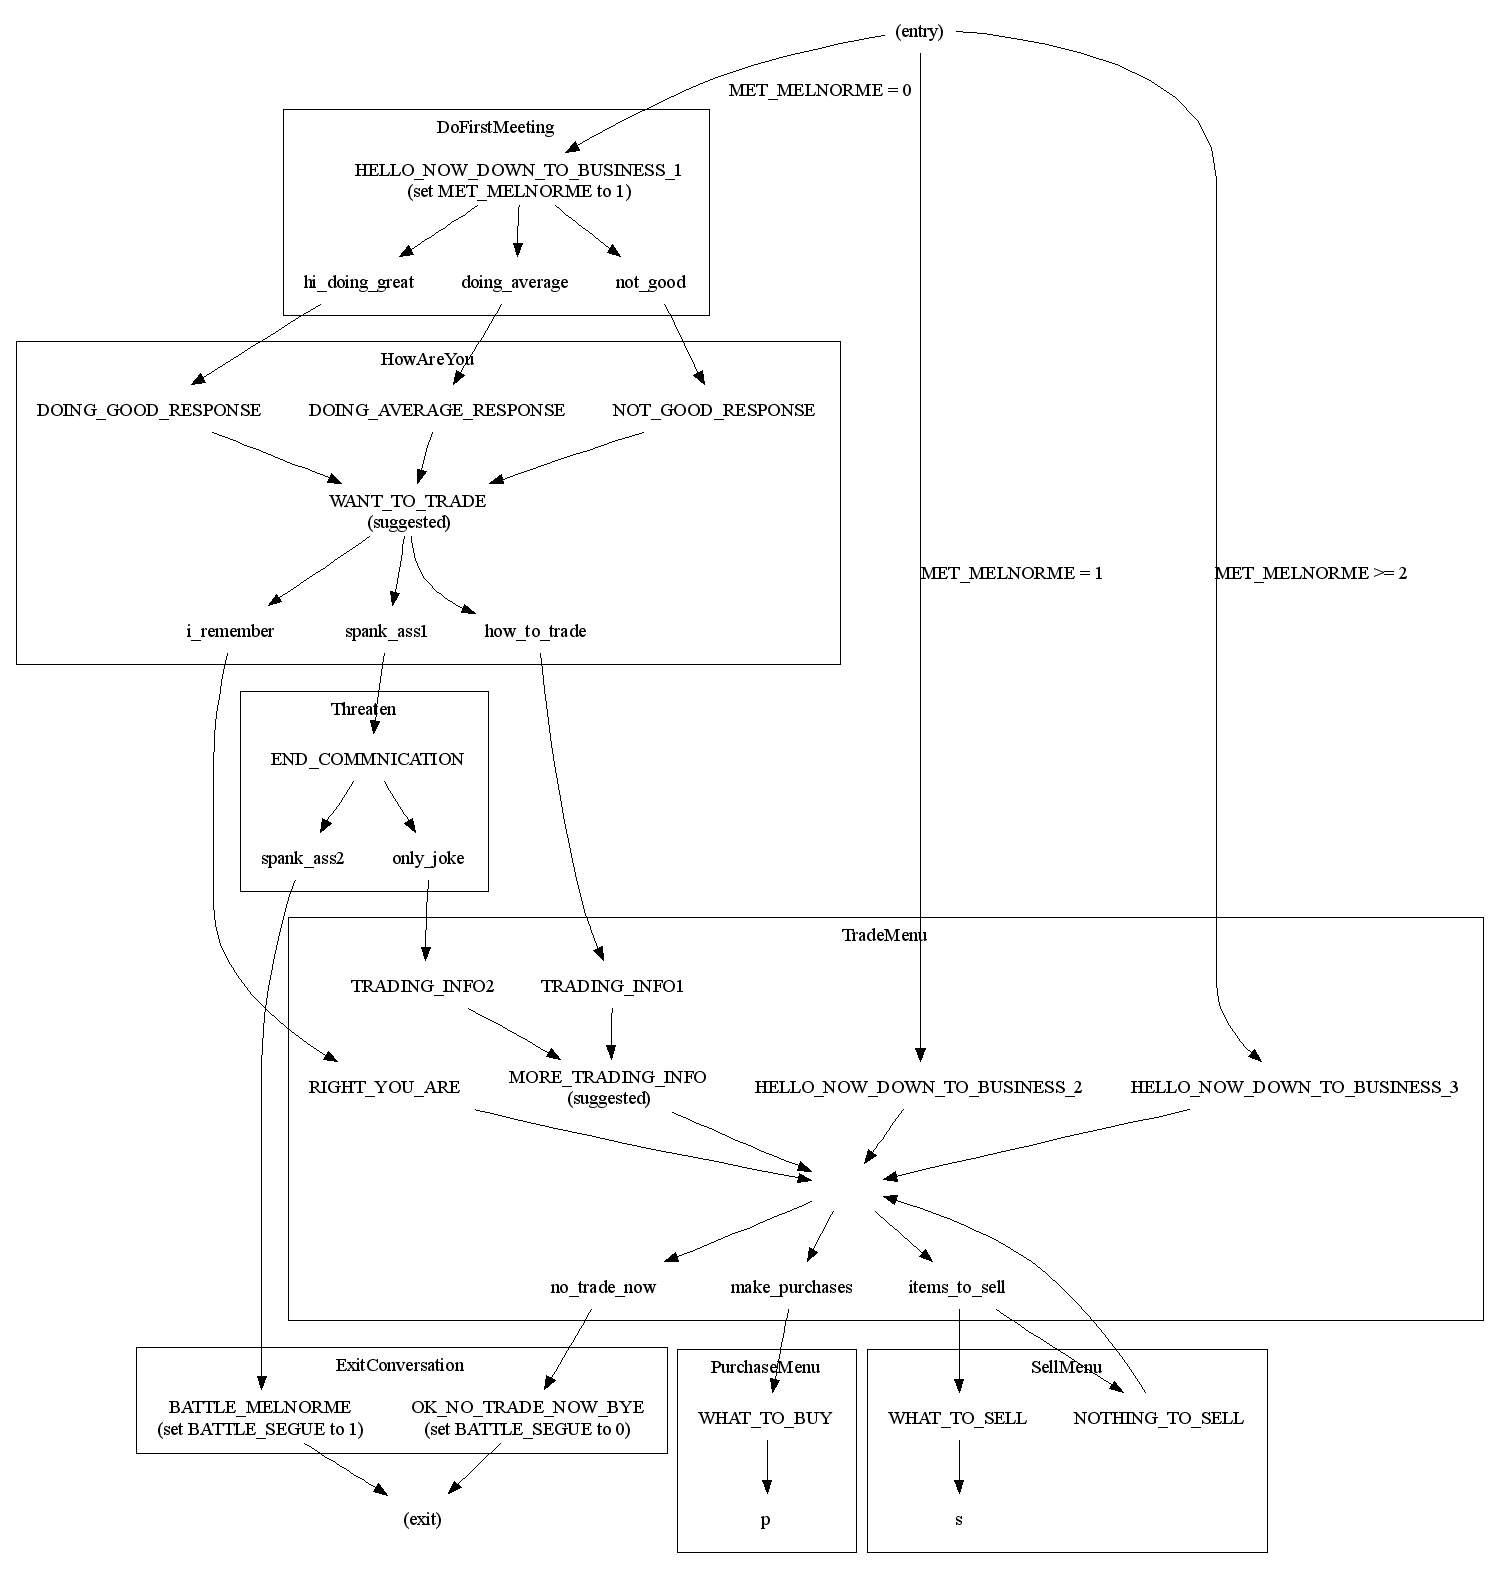 (entry)
MET_MELNORME = 0
DoFirstMeeting
HELLO_NOW_DOWN_TO_BUSINESS_1
(set MET_MELNORME to 1)
hi_doing_great
doing_average
not_good
HowAreYou
DOING_GOOD_RESPONSE
DOING_AVERAGE_RESPONSE
NOT_GOOD_RESPONSE
WANT_TO_TRADE
(suggested)
MET_MELNORME = 1
MET_MELNORME >= 2
i_remember
spank_ass1
how_to_trade
Threaten
END_COMMNICATION
spank_ass2
only_joke
TradeMenu
TRADING_INFO2
TRADING_INFO1
RIGHT_YOU_ARE
MORE_TRADING_INFO
(suggested)
HELLO_NOW_DOWN_TO_BUSINESS_2
HELLO_NOW_DOWN_TO_BUSINESS_3
no_trade_now
make_purchases
items_to_sell
ExitConversation
BATTLE_MELNORME
(set BATTLE_SEGUE to 1)
OK_NO_TRADE_NOW_BYE
(set BATTLE_SEGUE to 0)
PurchaseMenu
WHAT_TO_BUY
SellMenu
WHAT_TO_SELL
NOTHING_TO_SELL
(exit)
p
s